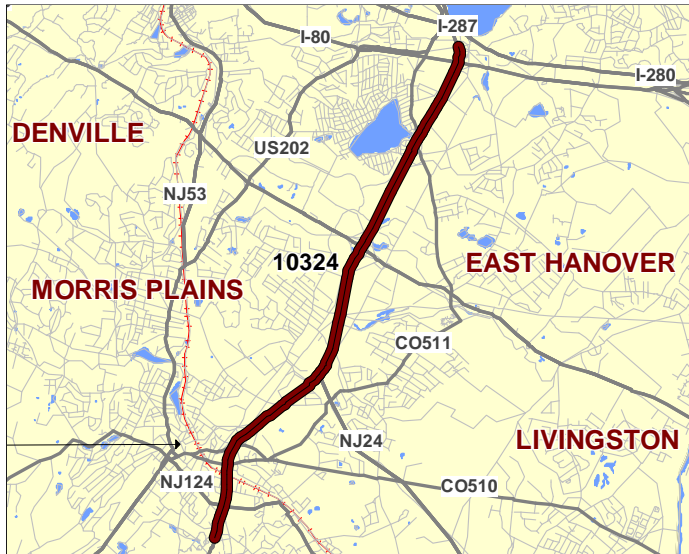 I-287
I-80
I-280
DENVILLE
US202
NJ53
10324
EAST HANOVER
MORRIS PLAINS
CO511
NJ24
LIVINGSTON
NJ124
CO510